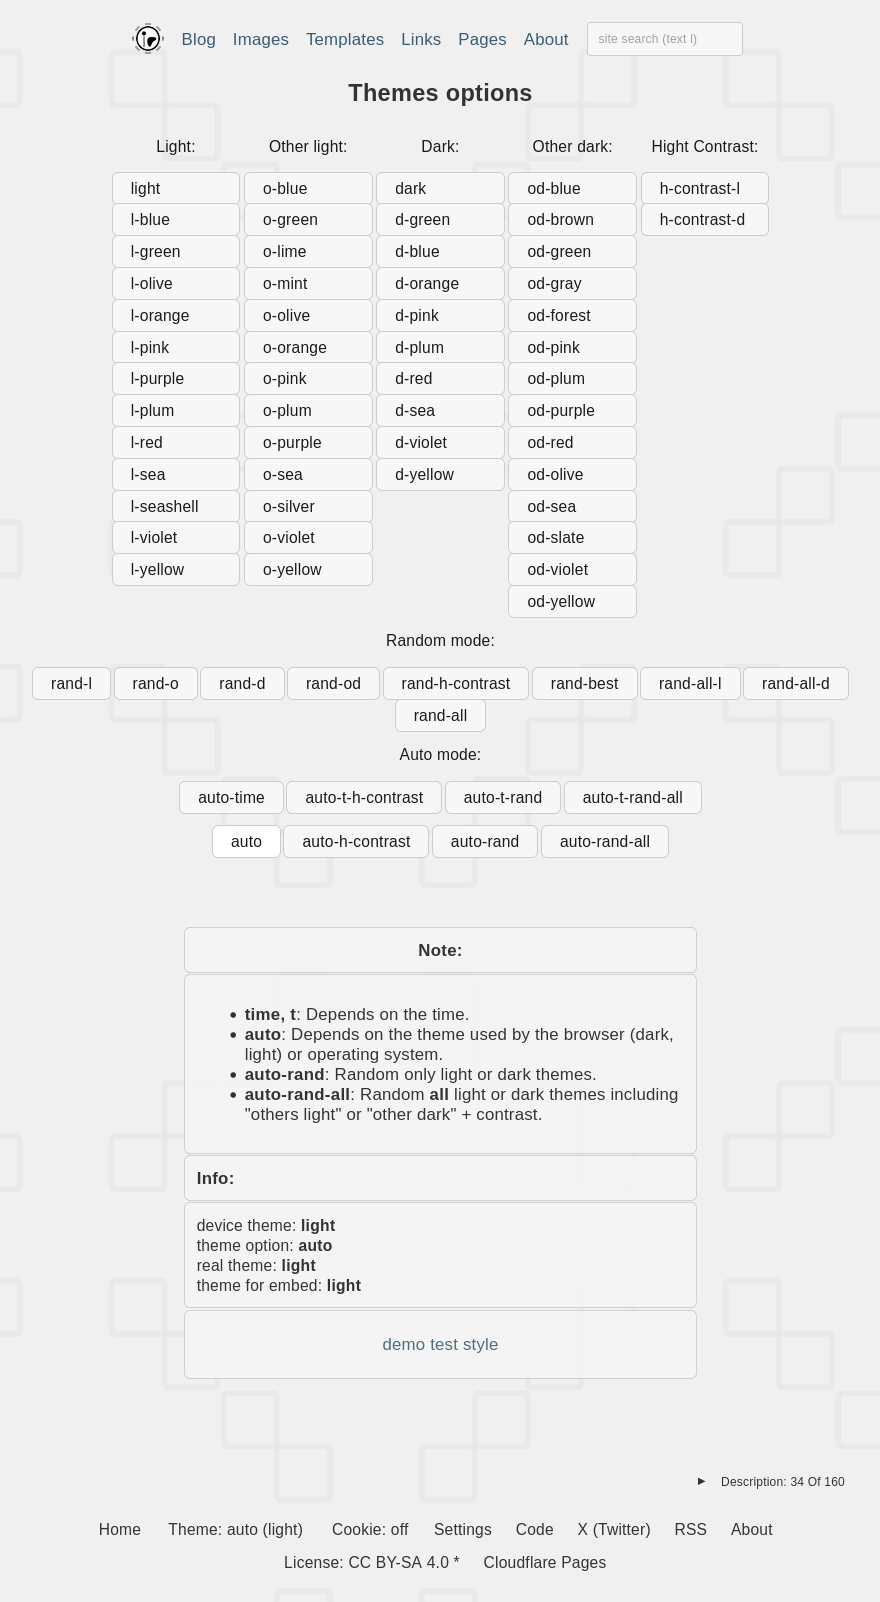 Blog Images Templates Links Pages About site search (text l)
Themes options
Light:
light
l-blue
l-green
l-olive
l-orange
l-pink
l-purple
l-plum
l-red
l-sea
l-seashell
l-violet
l-yellow
Other light:
o-blue
o-green
o-lime
o-mint
o-olive
o-orange
o-pink
o-plum
o-purple
o-sea
o-silver
o-violet
o-yellow
Dark:
dark
d-green
d-blue
d-orange
d-pink
d-plum
d-red
d-sea
d-violet
d-yellow
Other dark:
od-blue
od-brown
od-green
od-gray
od-forest
od-pink
od-plum
od-purple
od-red
od-olive
od-sea
od-slate
od-violet
od-yellow
Hight Contrast:
h-contrast-l
h-contrast-d
Random mode:
rand-l rand-o rand-d rand-od rand-h-contrast rand-best rand-all-l rand-all-d
rand-all
Auto mode:
auto-time auto-t-h-contrast auto-t-rand auto-t-rand-all
auto auto-h-contrast auto-rand auto-rand-all
Note:
• time, t: Depends on the time.
• auto: Depends on the theme used by the browser (dark,
light) or operating system.
• auto-rand: Random only light or dark themes.
• auto-rand-all: Random all light or dark themes including
"others light" or "other dark" + contrast.
Info:
device theme: light
theme option: auto
real theme: light
theme for embed: light
demo test style
► Description: 34 Of 160
Home Theme: auto (light) Cookie: off Settings Code X (Twitter) RSS About
License: CC BY-SA 4.0 * Cloudflare Pages